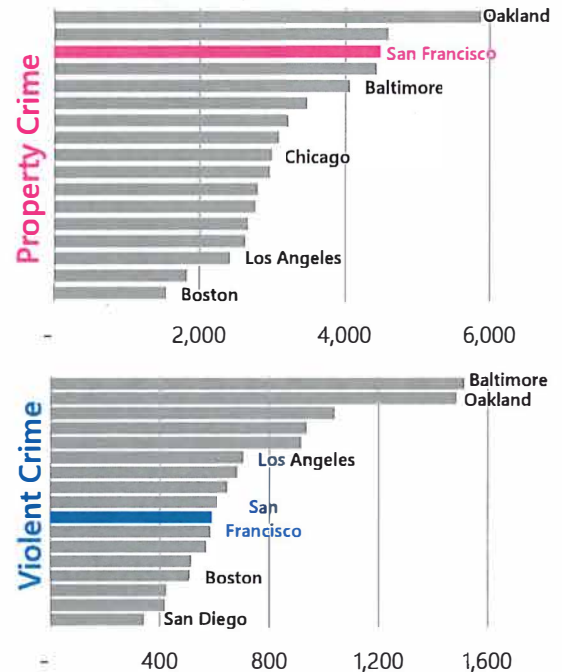 Property Crime
Oakland
San Francisco
Baltimore
Chicago
Los Angeles
Boston
- 2,000 4,000 6,000
Violent Crime
Baltimore
Oakland
Los Angeles
San
Francisco
Boston
San Diego
- 400 800 1,200 1,600